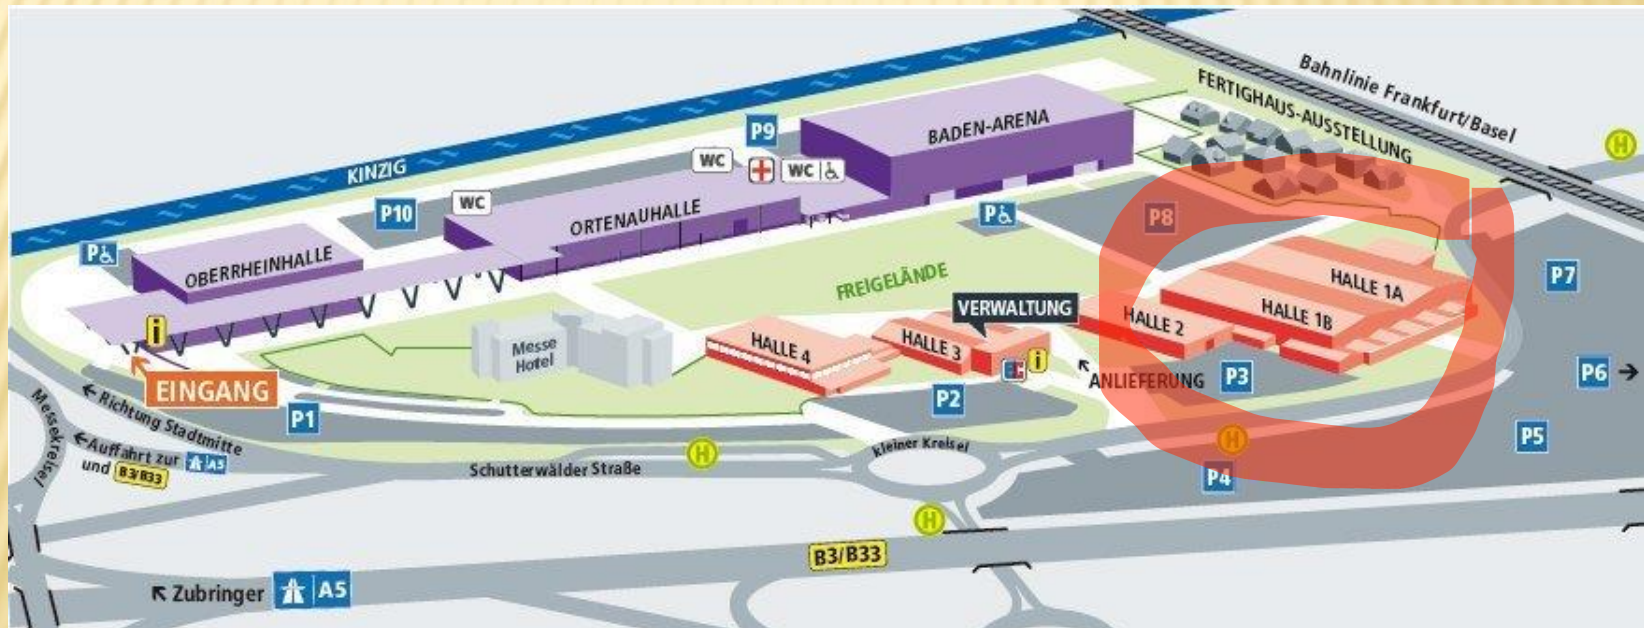 Bahnlinie Frankfurt/Basel
FERTIGHAUS-AUSSTELLUNG
H
BADEN-ARENA
P9
WC
WC
KINZIG
WC
P10
ORTENAUHALLE
P
P8
P
OBERRHEINHALLE
FREIGELÄNDE
P7
HALLE 1A
HALLE 1B
VERWALTUNG
HALLE 2
i
Messe
Hotel
HALLE 4
HALLE 3
EC
i
ANLIEFERUNG
P3
P6
EINGANG
P2
P1
Richtung Stadtmitte
Messekreisel
Auffahrt zur A5
und B3/B33
Schutterwälder Straße
H
kleiner Kreisel
H
P5
P4
H
B3/B33
Zubringer A5